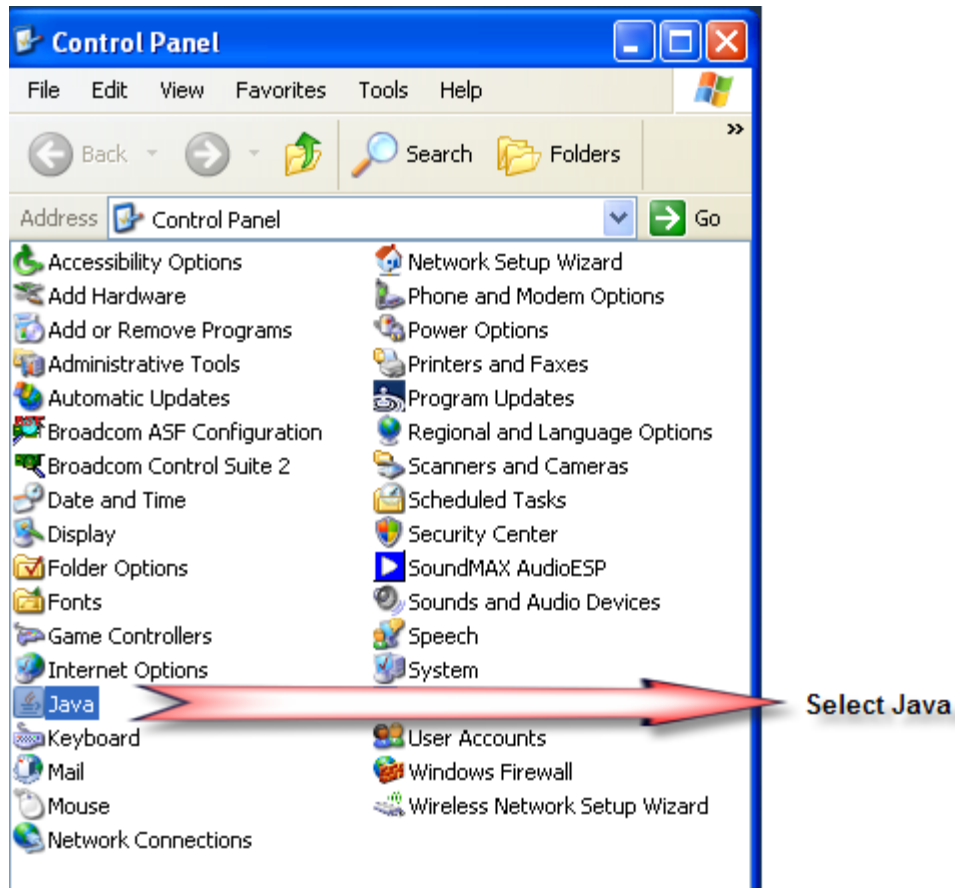 Control Panel
File Edit View Favorites Tools Help
Back Search Folders »
Address Control Panel Go
Accessibility Options
Add Hardware
Add or Remove Programs
Administrative Tools
Automatic Updates
Broadcom ASF Configuration
Broadcom Control Suite 2
Date and Time
Display
Folder Options
Fonts
Game Controllers
Internet Options
Java
Keyboard
Mail
Mouse
Network Connections
Network Setup Wizard
Phone and Modem Options
Power Options
Printers and Faxes
Program Updates
Regional and Language Options
Scanners and Cameras
Scheduled Tasks
Security Center
SoundMAX AudioESP
Sounds and Audio Devices
Speech
System
User Accounts
Windows Firewall
Wireless Network Setup Wizard
Select Java